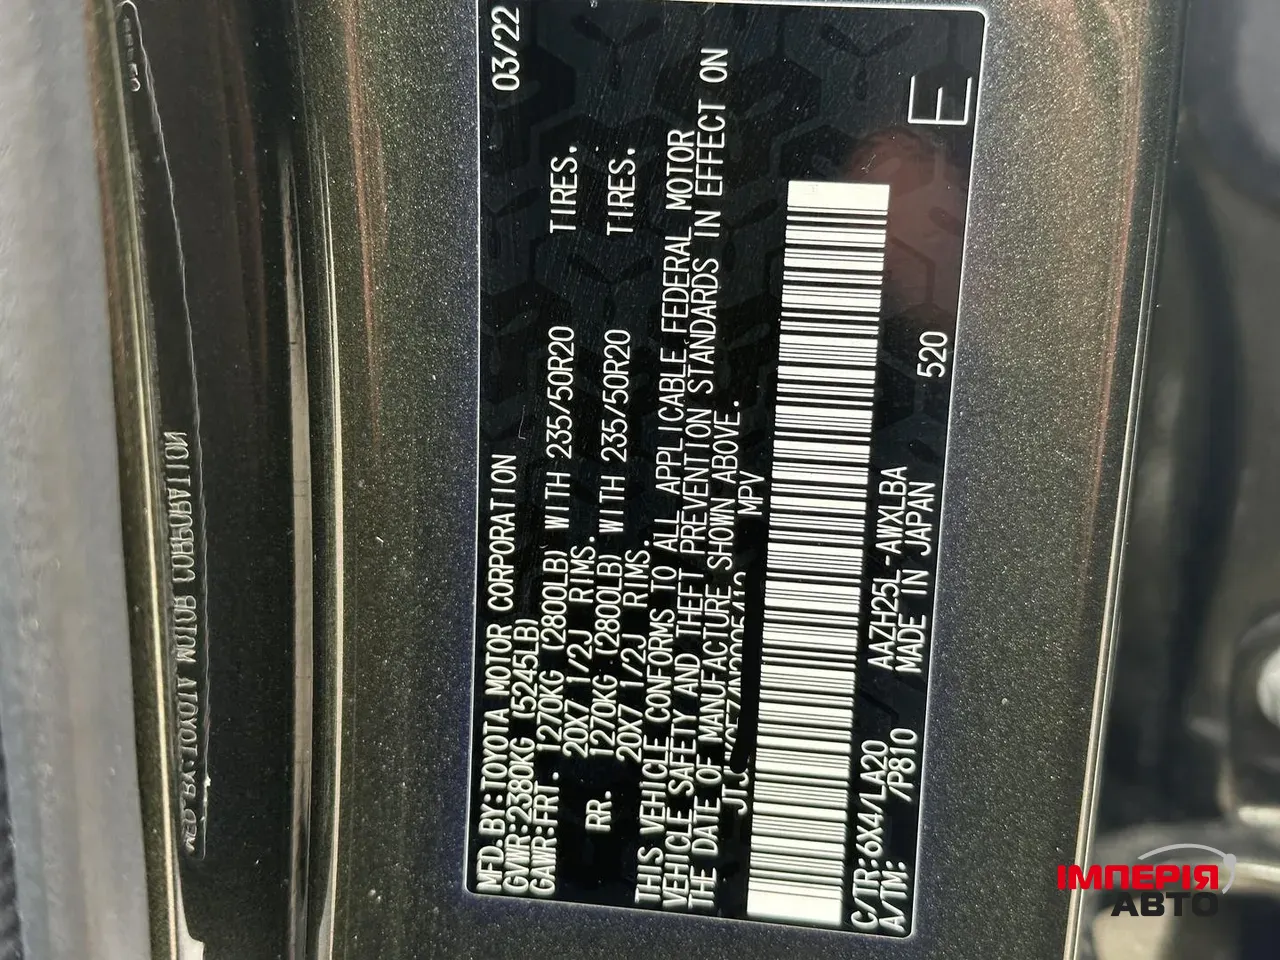 MFD. BY: TOYOTA MOTOR CORPORATION 03/22
GVWR: 2380KG (5245LB)
GAWR: FRT. 1270KG (2800LB) WITH 235/50R20 TIRES.
20X7 1/2J RIMS.
RR. 1270KG (2800LB) WITH 235/50R20 TIRES.
20X7 1/2J RIMS.
THIS VEHICLE CONFORMS TO ALL APPLICABLE FEDERAL MOTOR
VEHICLE SAFETY AND THEFT PREVENTION STANDARDS IN EFFECT ON
THE DATE OF MANUFACTURE SHOWN ABOVE.
MPV
E
C/TR: 6X4/LA20 AAZH25L-AWXLBA 520
A/TM: /P810 MADE IN JAPAN
ІМПЕРІЯ
АВТО